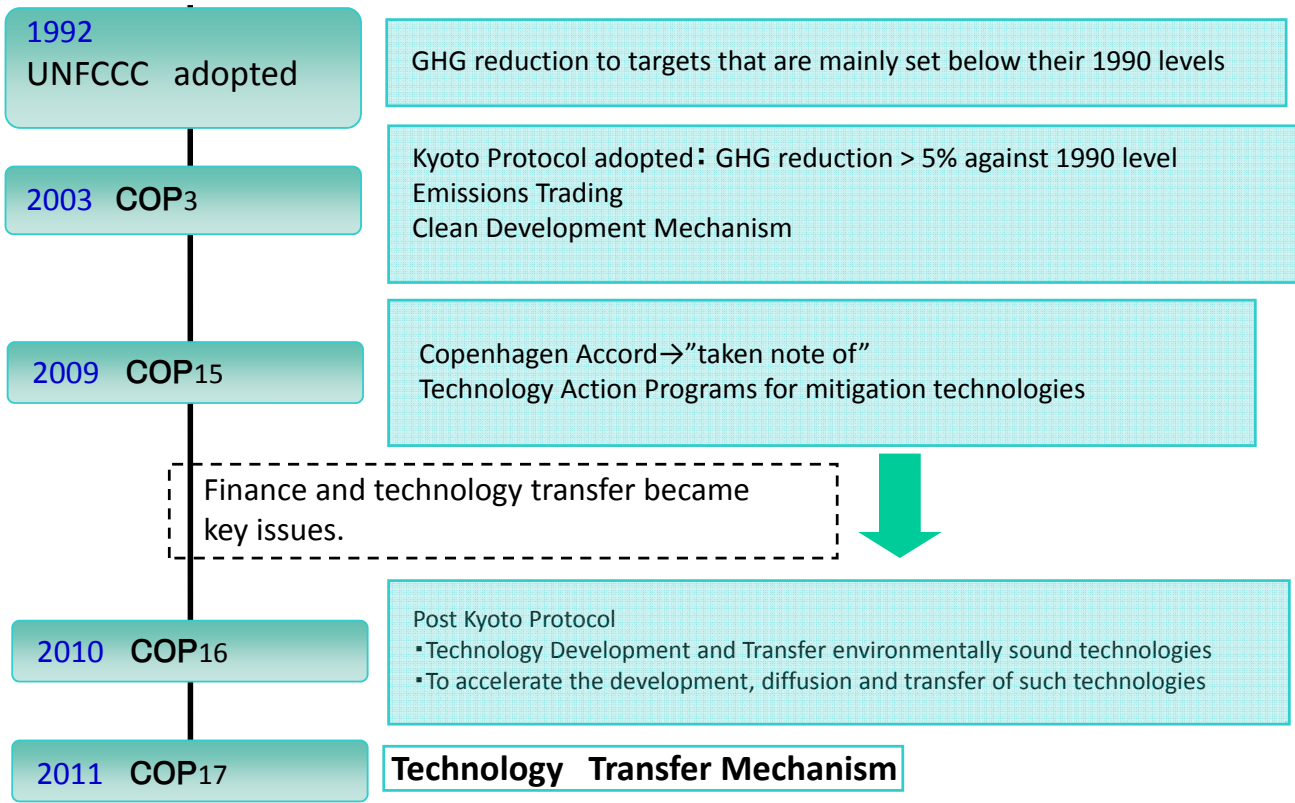 1992
UNFCCC adopted
GHG reduction to targets that are mainly set below their 1990 levels
2003 COP3
Kyoto Protocol adopted：GHG reduction > 5% against 1990 level
Emissions Trading
Clean Development Mechanism
2009 COP15
Copenhagen Accord→”taken note of”
Technology Action Programs for mitigation technologies
Finance and technology transfer became
key issues.
2010 COP16
Post Kyoto Protocol
・Technology Development and Transfer environmentally sound technologies
・To accelerate the development, diffusion and transfer of such technologies
2011 COP17
Technology Transfer Mechanism